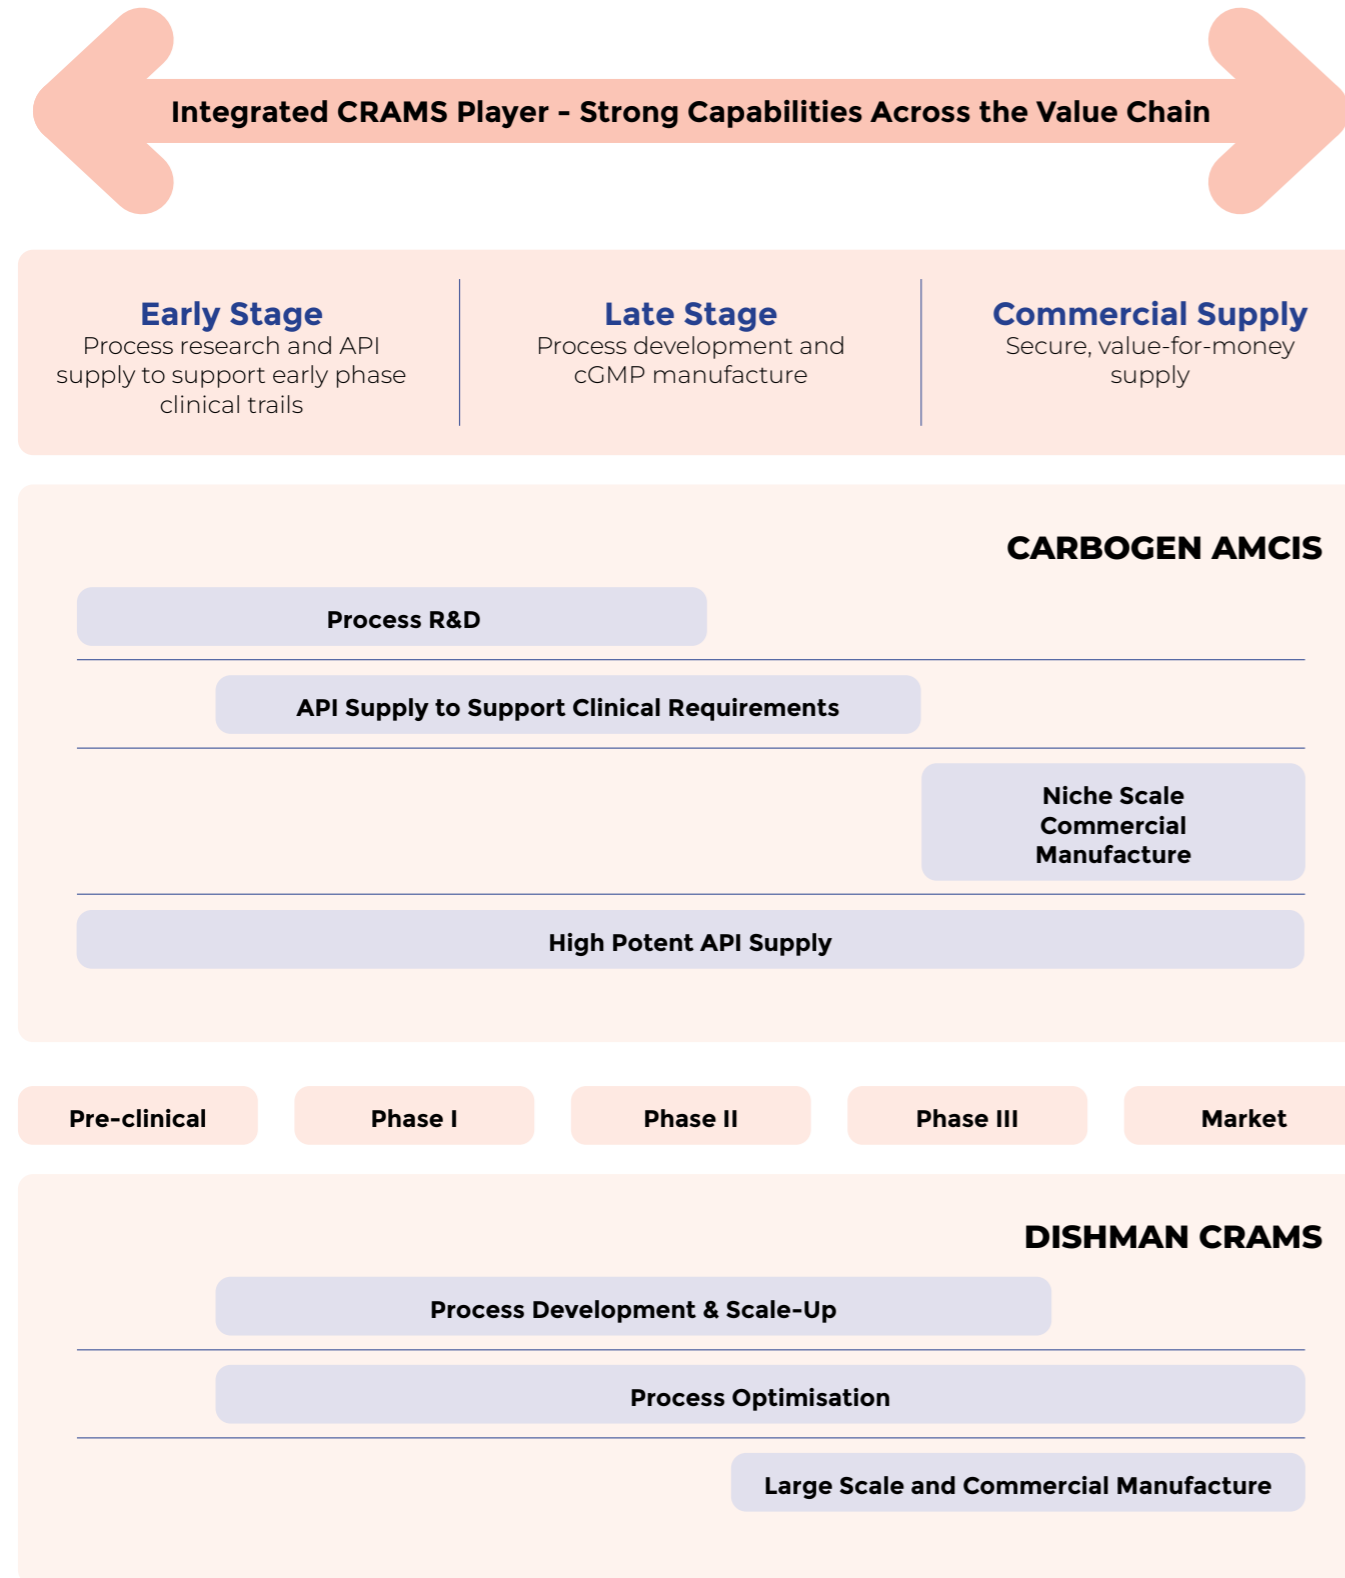 Integrated CRAMS Player - Strong Capabilities Across the Value Chain
Early Stage
Process research and API
supply to support early phase
clinical trails
Late Stage
Process development and
cGMP manufacture
Commercial Supply
Secure, value-for-money
supply
CARBOGEN AMCIS
Process R&D
API Supply to Support Clinical Requirements
Niche Scale
Commercial
Manufacture
High Potent API Supply
Pre-clinical
Phase I
Phase II
Phase III
Market
DISHMAN CRAMS
Process Development & Scale-Up
Process Optimisation
Large Scale and Commercial Manufacture